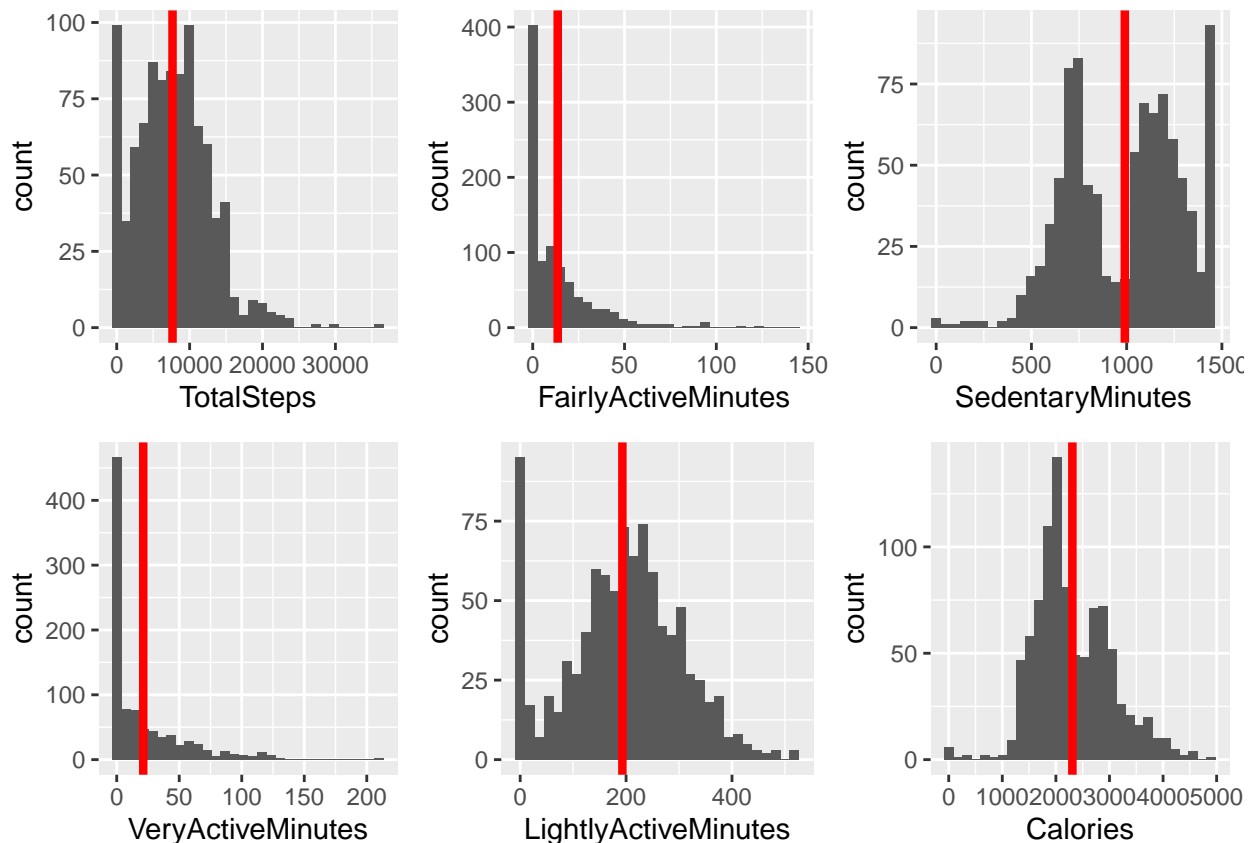 count
100
75
50
25
0
0 10000 20000 30000
TotalSteps
count
400
300
200
100
0
0 50 100 150
FairlyActiveMinutes
count
75
50
25
0
0 500 1000 1500
SedentaryMinutes
count
400
300
200
100
0
0 50 100 150 200
VeryActiveMinutes
count
75
50
25
0
0 200 400
LightlyActiveMinutes
count
100
50
0
0 1000 2000 3000 4000 5000
Calories